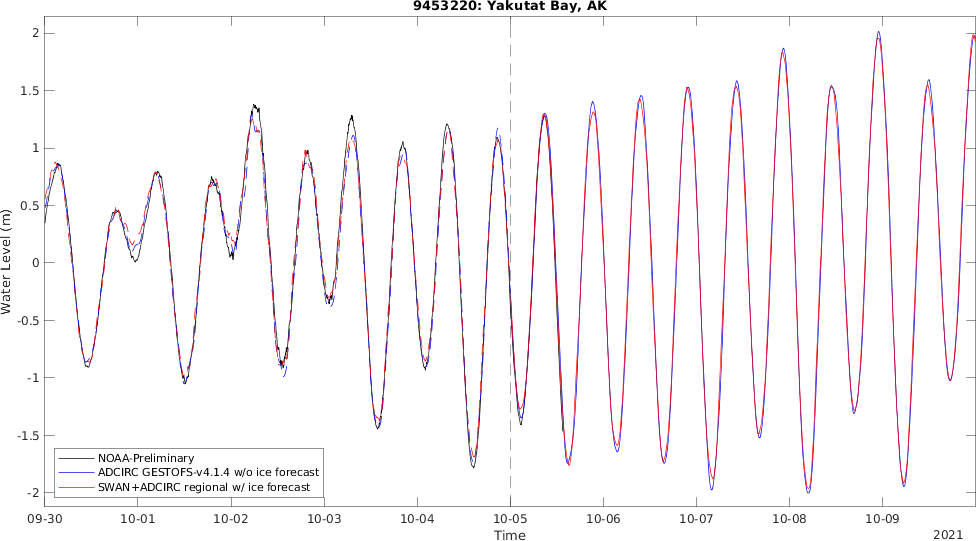 9453220: Yakutat Bay, AK
2
1.5
1
0.5
0
-0.5
-1
-1.5
-2
Water Level (m)
NOAA-Preliminary
ADCIRC GESTOFS-v4.1.4 w/o ice forecast
SWAN+ADCIRC regional w/ ice forecast
09-30 10-01 10-02 10-03 10-04 10-05 10-06 10-07 10-08 10-09
Time
2021